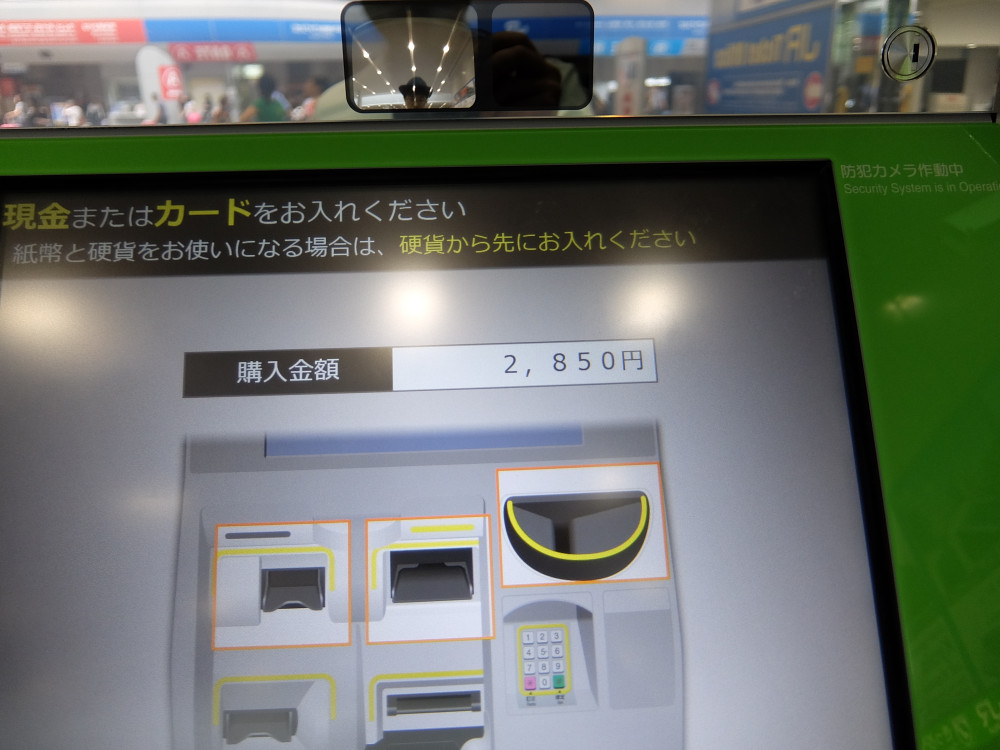 防犯カメラ作動中
Security System is in Operati
現金またはカードをお入れください
紙幣と硬貨をお使いになる場合は、硬貨から先にお入れください
購入金額 2,850円
1 2 3
4 5 6
7 8 9
0